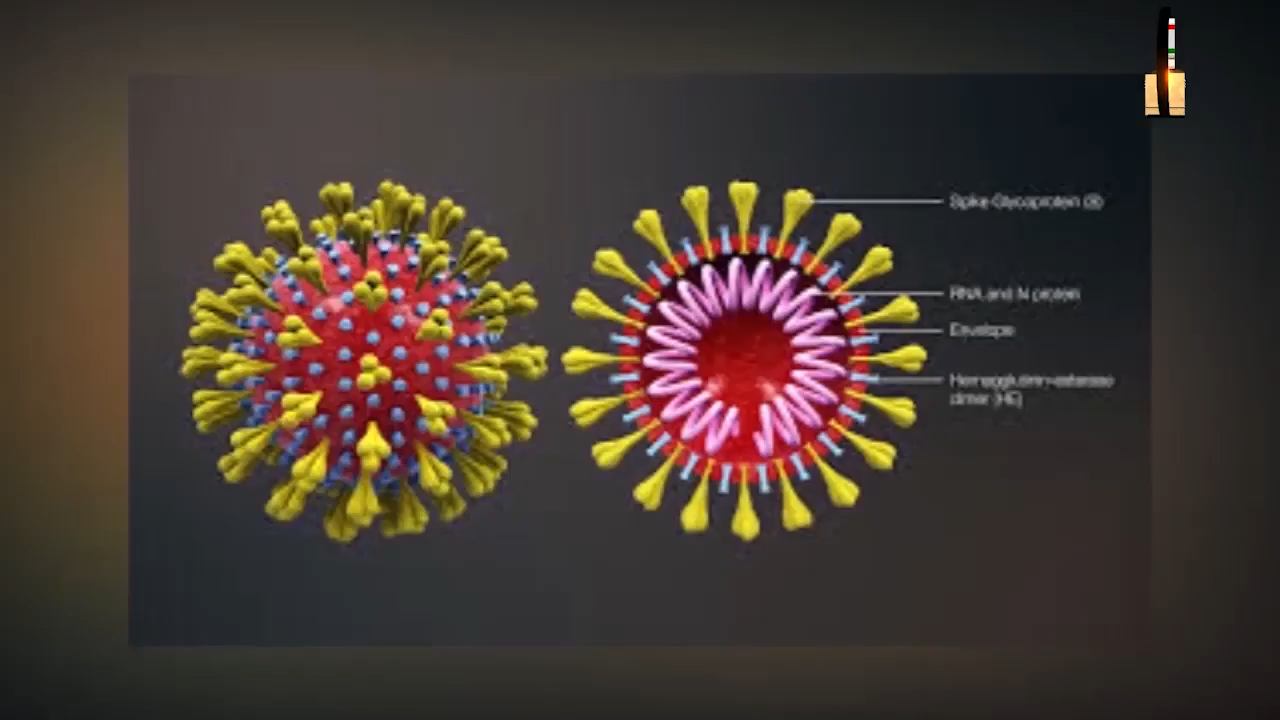 Spike Glycoprotein (S)
RNA and N protein
Envelope
Hemagglutinin-esterase
dimer (HE)